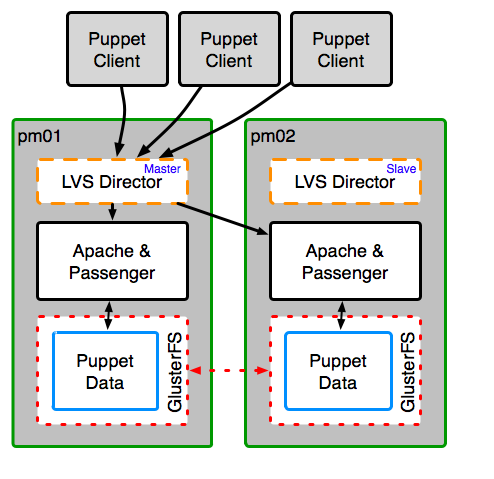 Puppet
Client
Puppet
Client
Puppet
Client
pm01
Master
LVS Director
Apache &
Passenger
Puppet
Data
GlusterFS
pm02
Slave
LVS Director
Apache &
Passenger
Puppet
Data
GlusterFS